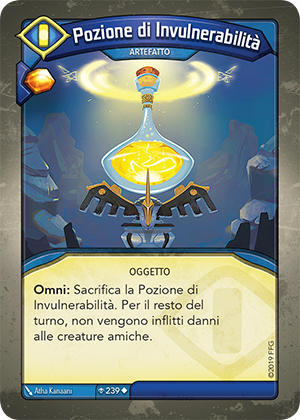 Pozione di Invulnerabilità
ARTEFATTO
OGGETTO
Omni: Sacrifica la Pozione di
Invulnerabilità. Per il resto del
turno, non vengono inflitti danni
alle creature amiche.
©2019 FFG
Atha Kanaani
239